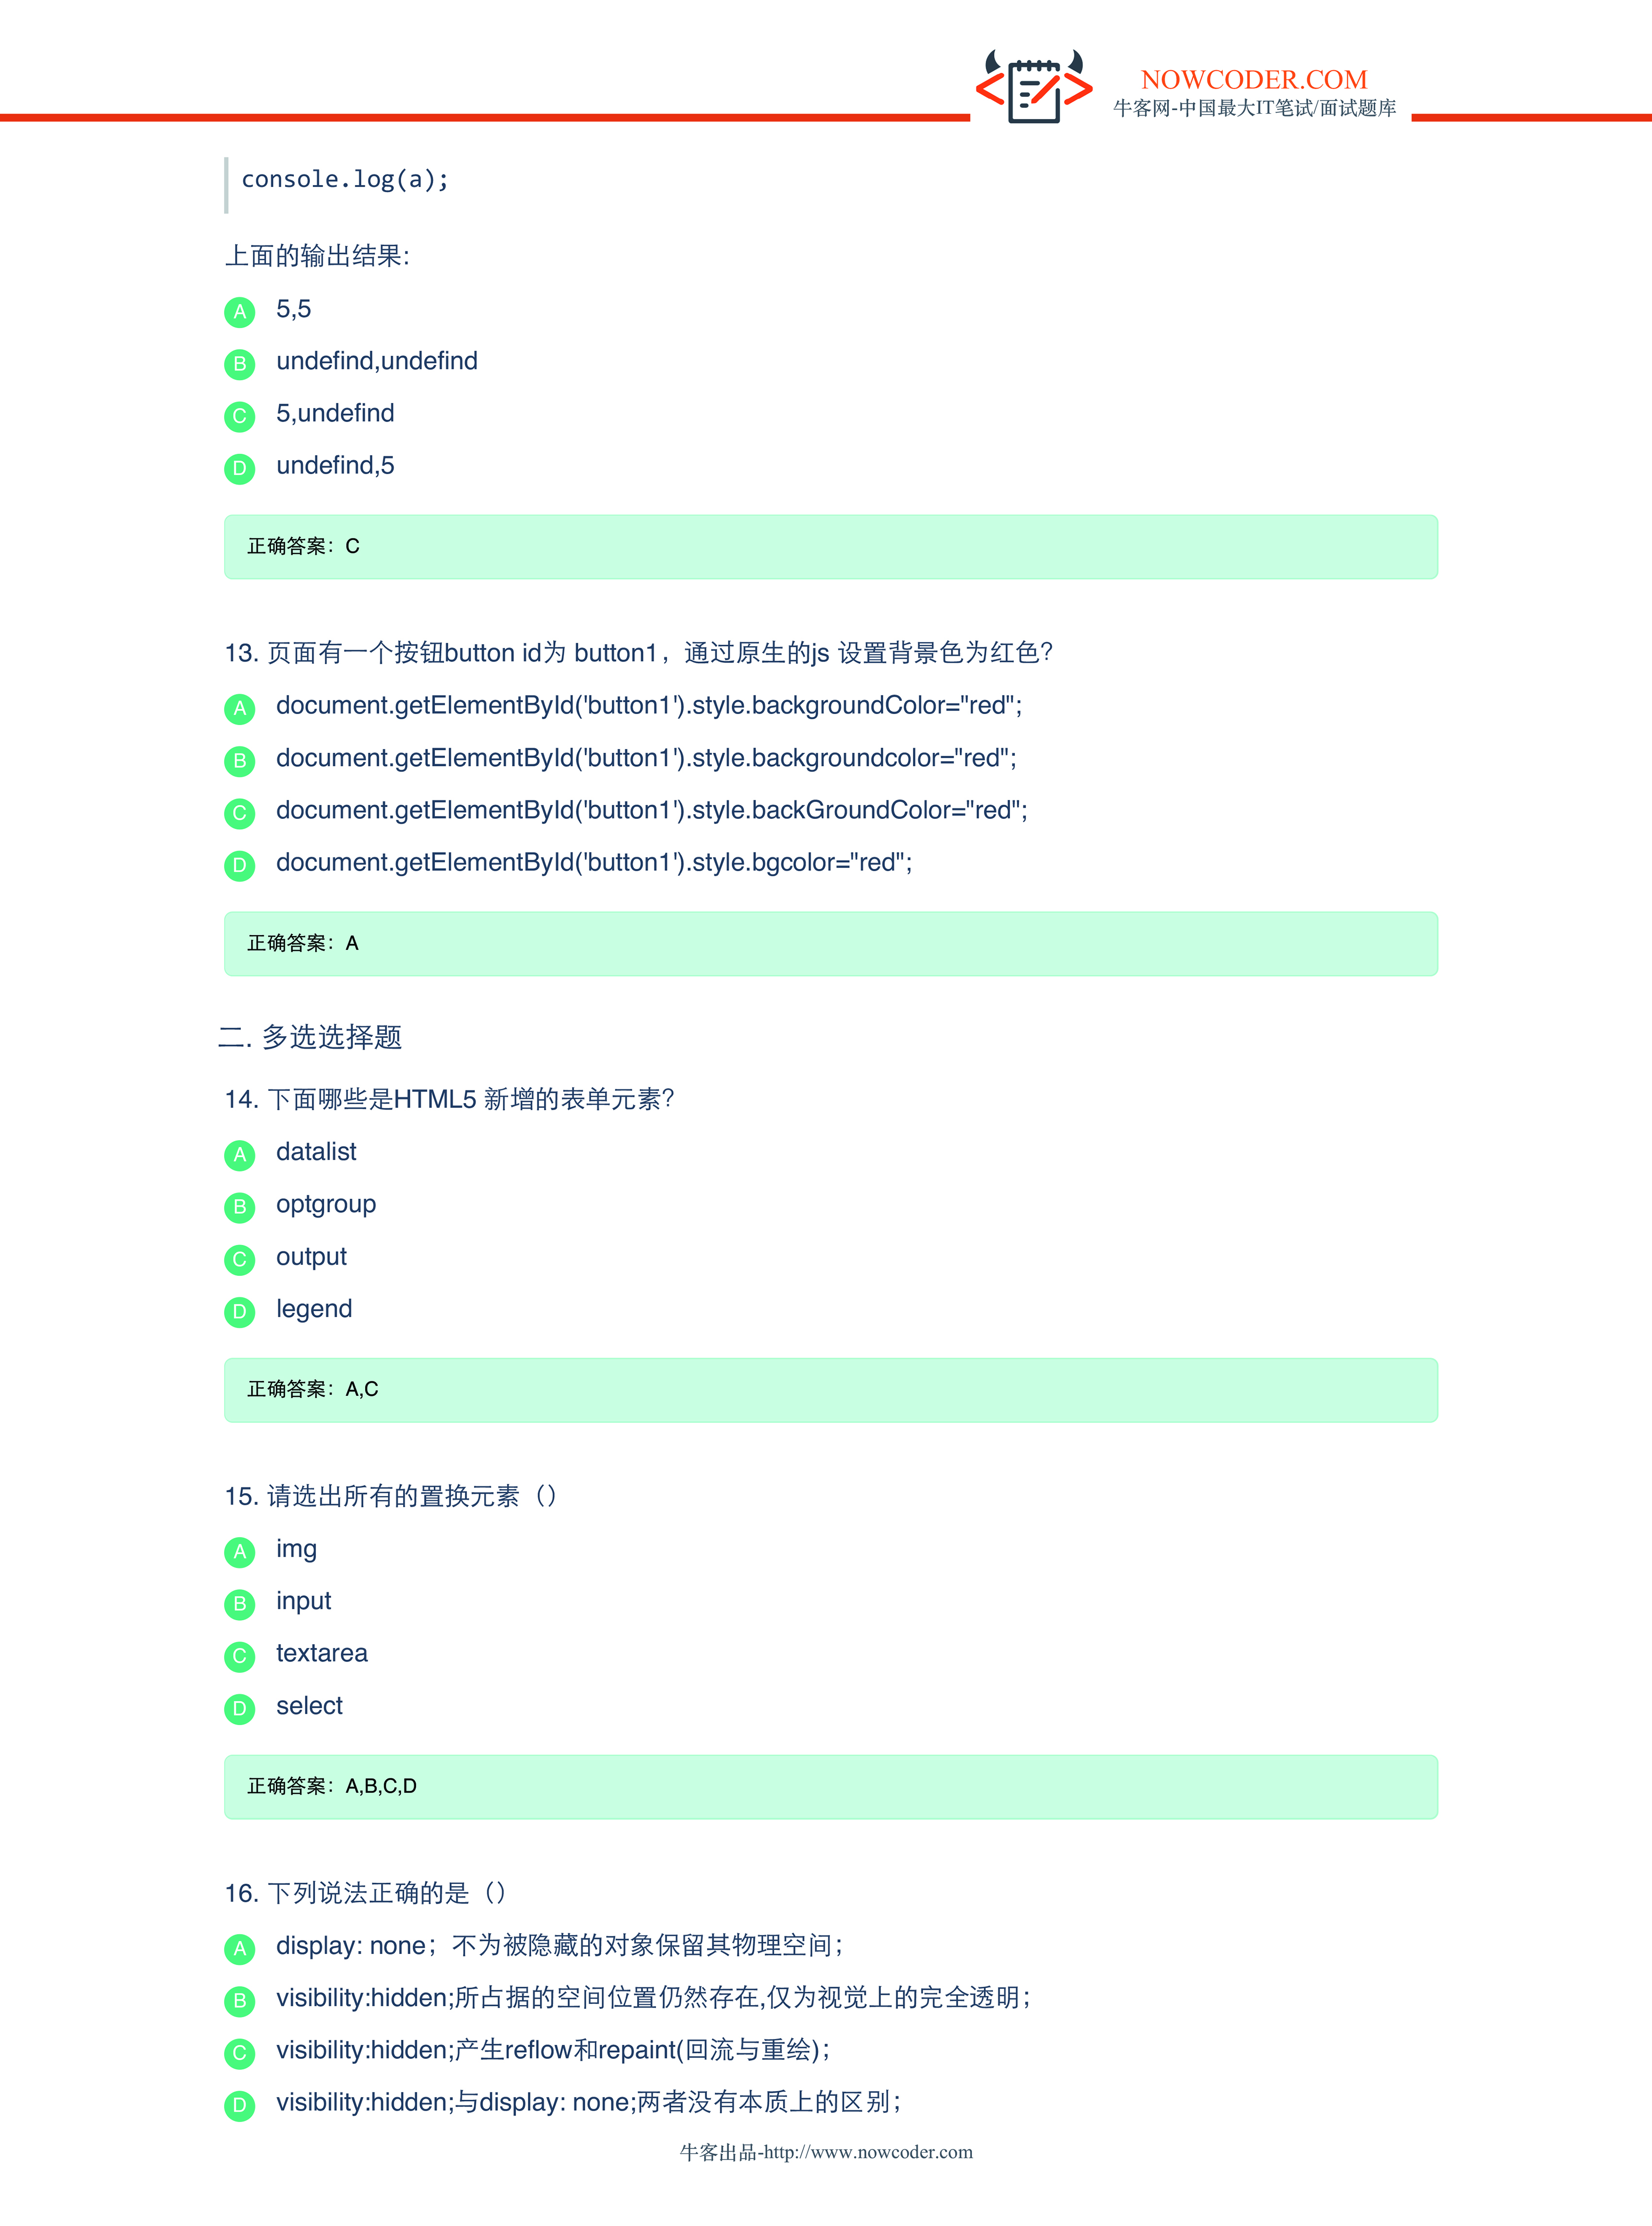 NOWCODER.COM
牛客网-中国最大IT笔试/面试题库
console.log(a);
上面的输出结果:
A 5,5
B undefind,undefind
C 5,undefind
D undefind,5
正确答案：C
13. 页面有一个按钮button id为 button1，通过原生的js 设置背景色为红色？
A document.getElementById('button1').style.backgroundColor="red";
B document.getElementById('button1').style.backgroundcolor="red";
C document.getElementById('button1').style.backGroundColor="red";
D document.getElementById('button1').style.bgcolor="red";
正确答案：A
二. 多选选择题
14. 下面哪些是HTML5 新增的表单元素？
A datalist
B optgroup
C output
D legend
正确答案：A,C
15. 请选出所有的置换元素（）
A img
B input
C textarea
D select
正确答案：A,B,C,D
16. 下列说法正确的是（）
A display: none；不为被隐藏的对象保留其物理空间；
B visibility:hidden;所占据的空间位置仍然存在,仅为视觉上的完全透明；
C visibility:hidden;产生reflow和repaint(回流与重绘)；
D visibility:hidden;与display: none;两者没有本质上的区别；
牛客出品-http://www.nowcoder.com